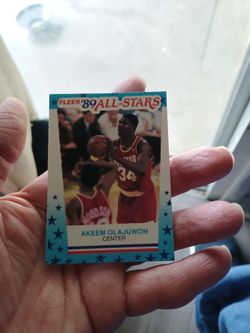 FLEER '89 ALL-STARS
34
AKEEM OLAJUWON
CENTER